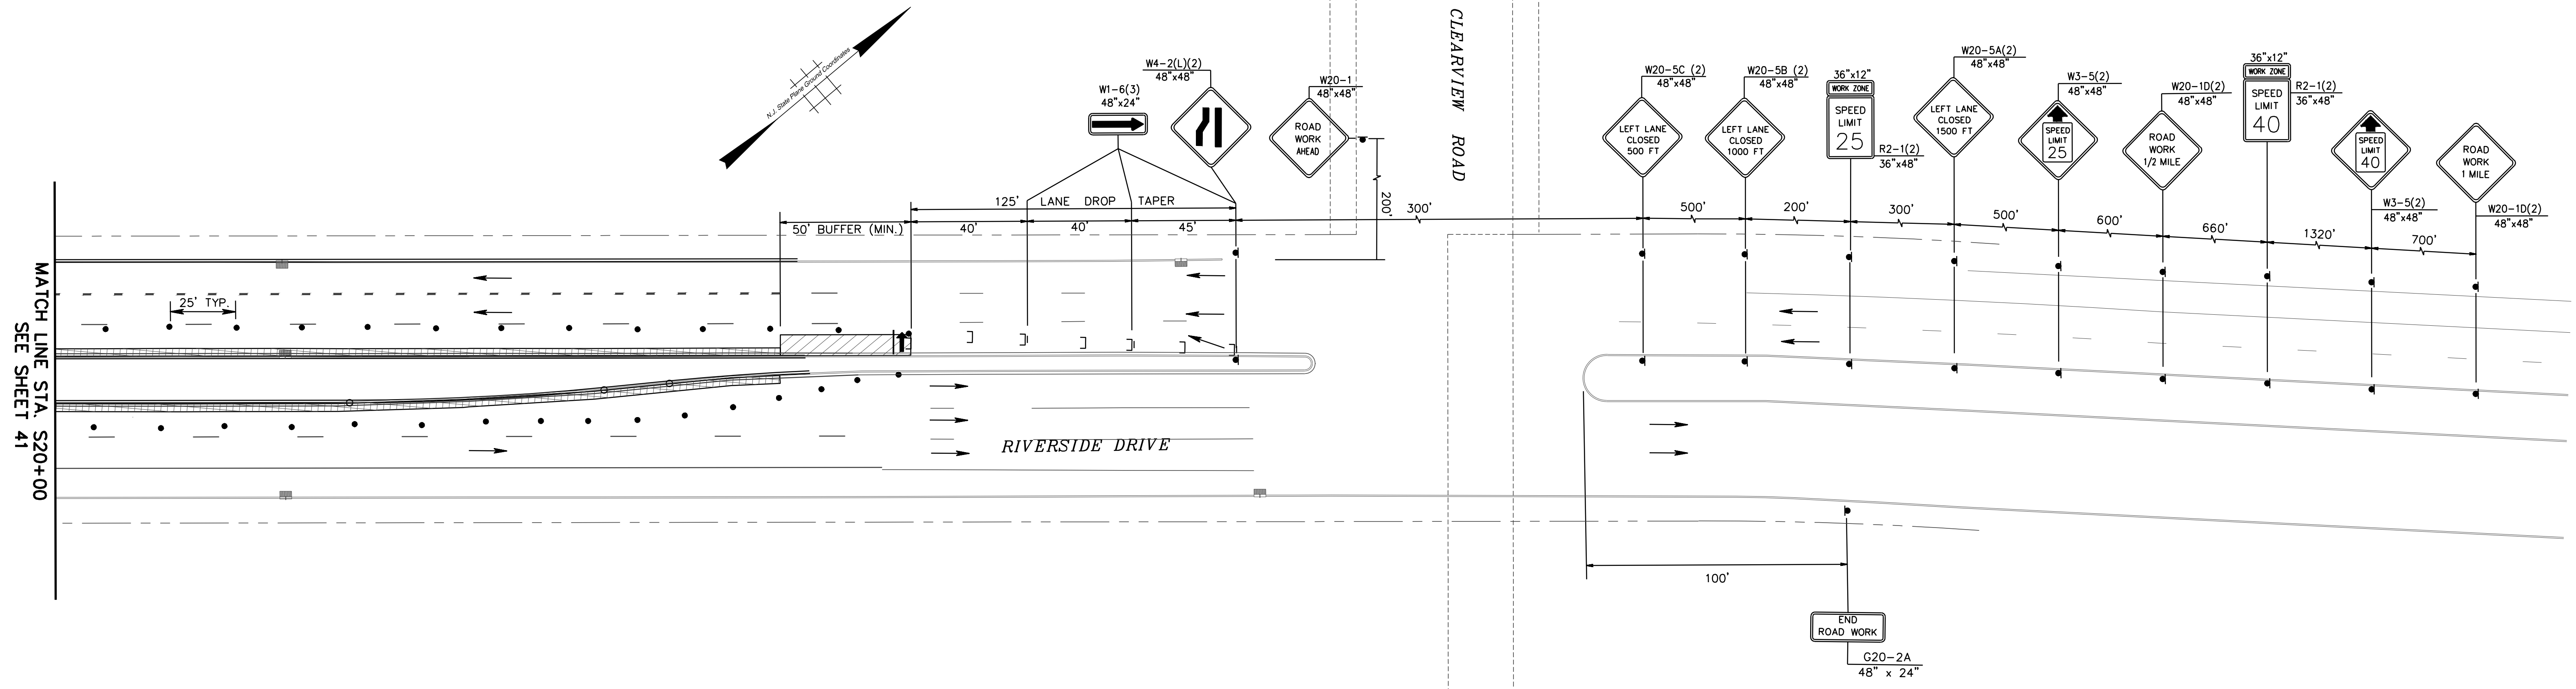 N.J. State Plane Ground Coordinates
CLEARVIEW ROAD
W4-2(L)(2)
48"x48"
W1-6(3)
48"x24"
W20-1
48"x48"
ROAD
WORK
AHEAD
200'
W20-5C (2)
48"x48"
LEFT LANE
CLOSED
500 FT
W20-5B (2)
48"x48"
LEFT LANE
CLOSED
1000 FT
36"x12"
WORK ZONE
SPEED
LIMIT
25
R2-1(2)
36"x48"
W20-5A(2)
48"x48"
LEFT LANE
CLOSED
1500 FT
W3-5(2)
48"x48"
SPEED
LIMIT
25
W20-1D(2)
48"x48"
ROAD
WORK
1/2 MILE
36"x12"
WORK ZONE
SPEED
LIMIT
40
R2-1(2)
36"x48"
SPEED
LIMIT
40
W3-5(2)
48"x48"
ROAD
WORK
1 MILE
W20-1D(2)
48"x48"
125' LANE DROP TAPER
50' BUFFER (MIN.)
40'
40'
45'
300'
500'
200'
300'
500'
600'
660'
1320'
700'
25' TYP.
MATCH LINE STA. S20+00
SEE SHEET 41
RIVERSIDE DRIVE
100'
END
ROAD WORK
G20-2A
48" x 24"